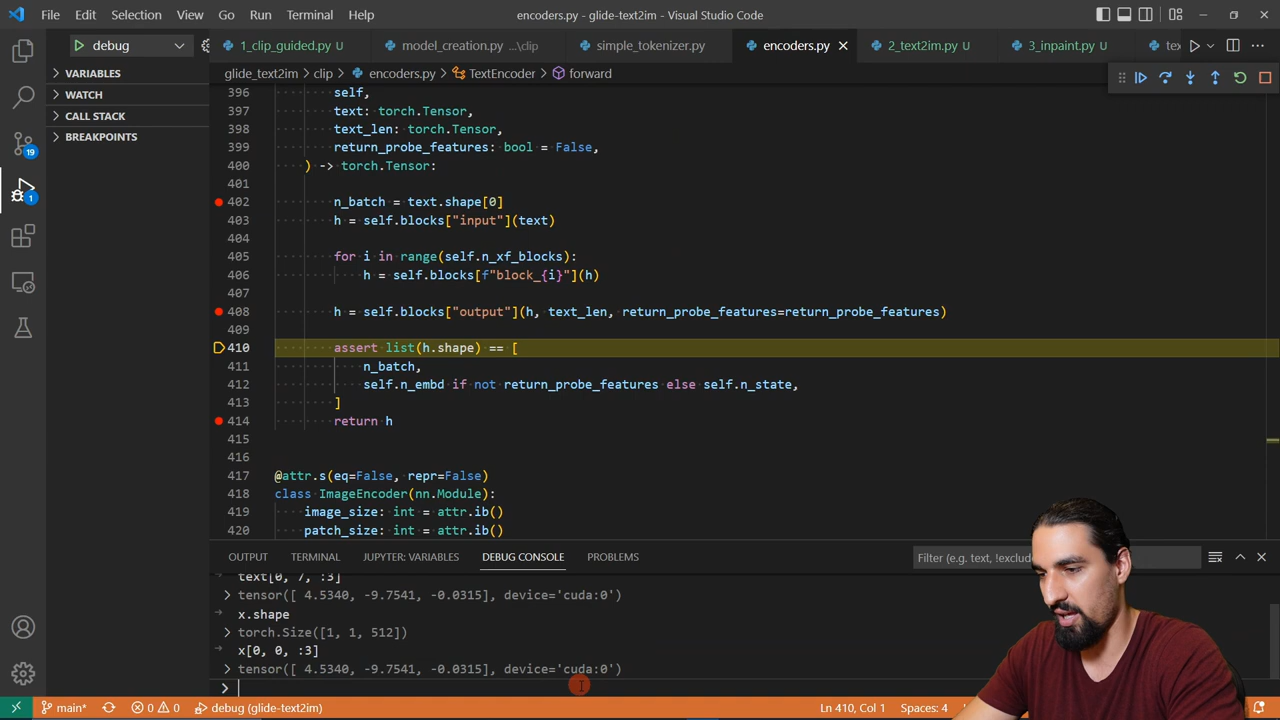 File Edit Selection View Go Run Terminal Help encoders.py - glide-text2im - Visual Studio Code
debug 1_clip_guided.py U model_creation.py ...\clip simple_tokenizer.py encoders.py 2_text2im.py U 3_inpaint.py U
glide_text2im > clip > encoders.py > TextEncoder > forward
VARIABLES
WATCH
CALL STACK
BREAKPOINTS
19
1
396 self,
397 text: torch.Tensor,
398 text_len: torch.Tensor,
399 return_probe_features: bool = False,
400 ) -> torch.Tensor:
401
402 n_batch = text.shape[0]
403 h = self.blocks["input"](text)
404
405 for i in range(self.n_xf_blocks):
406 h = self.blocks[f"block_{i}"](h)
407
408 h = self.blocks["output"](h, text_len, return_probe_features=return_probe_features)
409
410 assert list(h.shape) == [
411 n_batch,
412 self.n_embd if not return_probe_features else self.n_state,
413 ]
414 return h
415
416
417 @attr.s(eq=False, repr=False)
418 class ImageEncoder(nn.Module):
419 image_size: int = attr.ib()
420 patch_size: int = attr.ib()
OUTPUT TERMINAL JUPYTER: VARIABLES DEBUG CONSOLE PROBLEMS Filter (e.g. text, !exclude
text[0, 7, :3]
tensor([ 4.5340, -9.7541, -0.0315], device='cuda:0')
x.shape
torch.Size([1, 1, 512])
x[0, 0, :3]
tensor([ 4.5340, -9.7541, -0.0315], device='cuda:0')
>
main* 0 0 debug (glide-text2im) Ln 410, Col 1 Spaces: 4